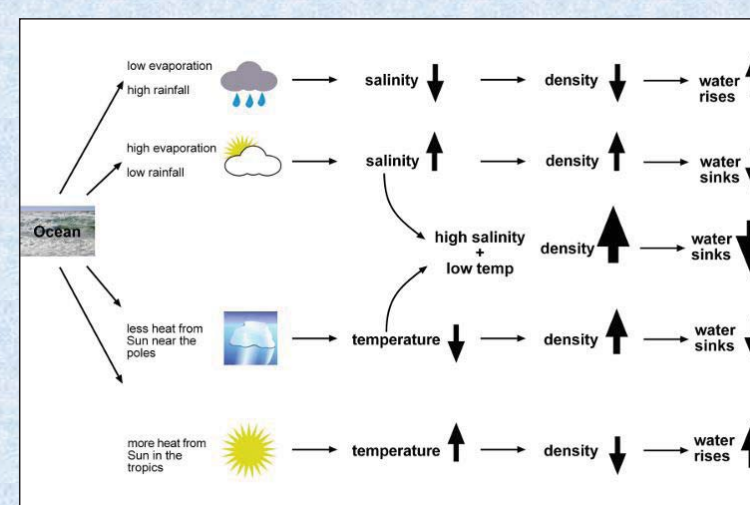 low evaporation
high rainfall
salinity
density
water
rises
high evaporation
low rainfall
salinity
density
water
sinks
Ocean
high salinity
+
low temp
density
water
sinks
less heat from
Sun near the
poles
temperature
density
water
sinks
more heat from
Sun in the
tropics
temperature
density
water
rises